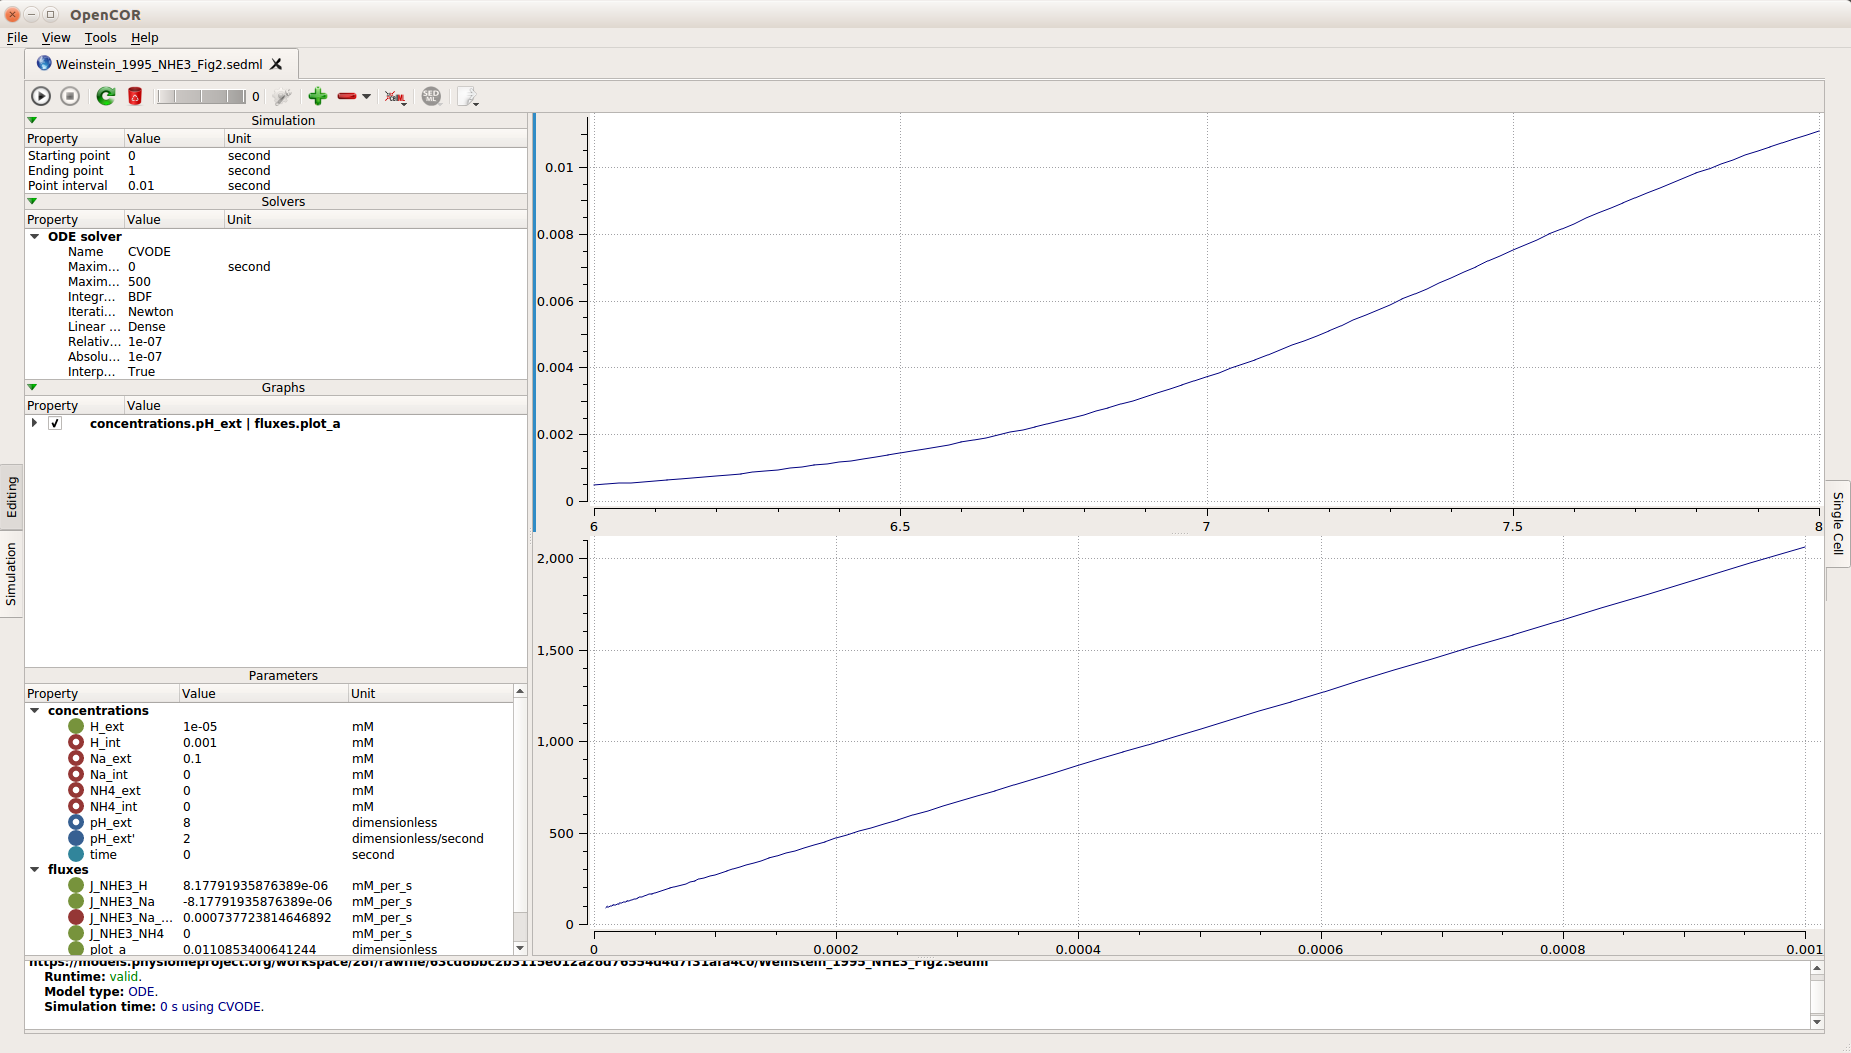 OpenCOR
File View Tools Help
Weinstein_1995_NHE3_Fig2.sedml
0
Simulation
Property Value Unit
Starting point 0 second
Ending point 1 second
Point interval 0.01 second
Solvers
Property Value Unit
ODE solver
Name CVODE
Maxim... 0 second
Maxim... 500
Integr... BDF
Iterati... Newton
Linear ... Dense
Relativ... 1e-07
Absolu... 1e-07
Interp... True
Graphs
Property Value
concentrations.pH_ext | fluxes.plot_a
Parameters
Property Value Unit
concentrations
H_ext 1e-05 mM
H_int 0.001 mM
Na_ext 0.1 mM
Na_int 0 mM
NH4_ext 0 mM
NH4_int 0 mM
pH_ext 8 dimensionless
pH_ext' 2 dimensionless/second
time 0 second
fluxes
J_NHE3_H 8.17791935876389e-06 mM_per_s
J_NHE3_Na -8.17791935876389e-06 mM_per_s
J_NHE3_Na_... 0.000737723814646892 mM_per_s
J_NHE3_NH4 0 mM_per_s
plot_a 0.0110853400641244 dimensionless
Editing
Simulation
0.01
0.008
0.006
0.004
0.002
0
6 6.5 7 7.5 8
2,000
1,500
1,000
500
0
0 0.0002 0.0004 0.0006 0.0008 0.001
Single Cell
Runtime: valid.
Model type: ODE.
Simulation time: 0 s using CVODE.